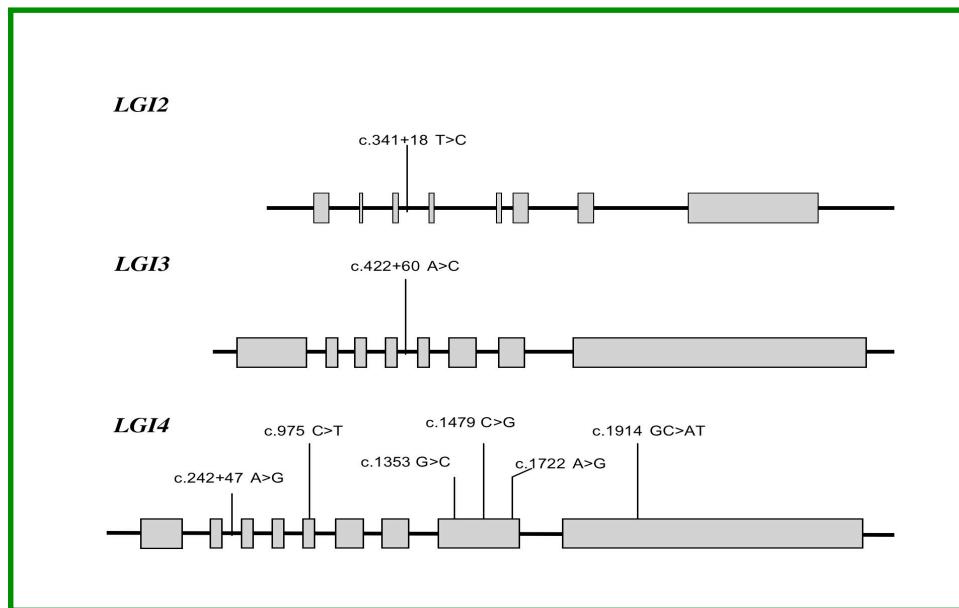 LGI2
c.341+18 T>C
LGI3
c.422+60 A>C
LGI4
c.975 C>T
c.1479 C>G
c.1914 GC>AT
c.1353 G>C
c.1722 A>G
c.242+47 A>G